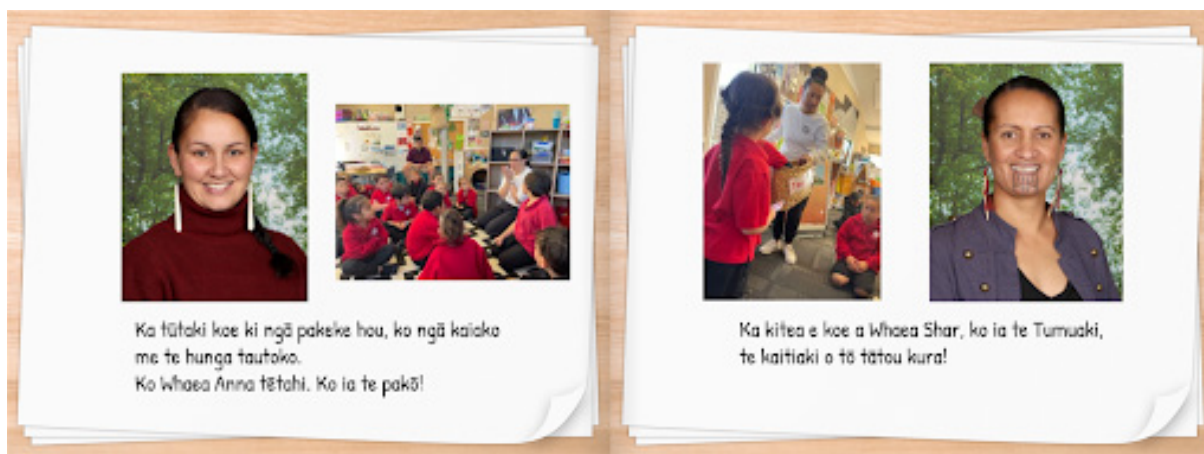 Ka tūtaki koe ki ngā pakeke hou, ko ngā kaiako
me te hunga tautoko.
Ko Whaea Anna tētahi. Ko ia te pakō!
Ka kitea e koe a Whaea Shar, ko ia te Tumuaki,
te kaitiaki o tō tātou kura!